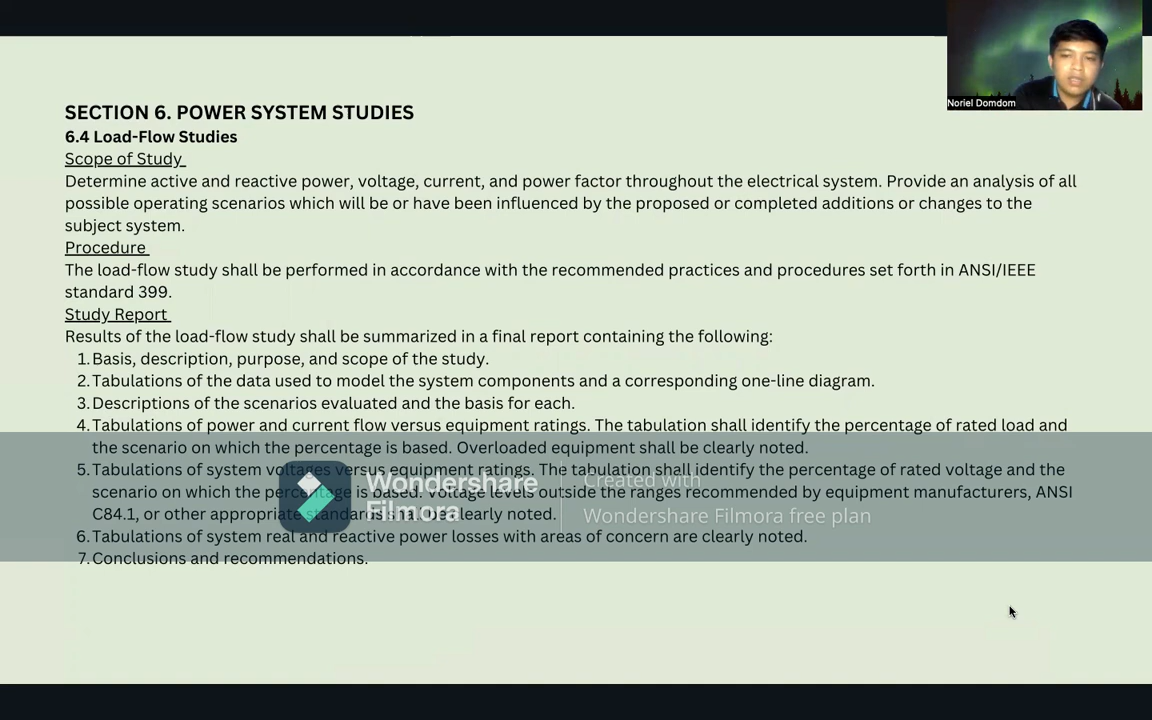 Noriel Domdom
SECTION 6. POWER SYSTEM STUDIES
6.4 Load-Flow Studies
Scope of Study
Determine active and reactive power, voltage, current, and power factor throughout the electrical system. Provide an analysis of all
possible operating scenarios which will be or have been influenced by the proposed or completed additions or changes to the
subject system.
Procedure
The load-flow study shall be performed in accordance with the recommended practices and procedures set forth in ANSI/IEEE
standard 399.
Study Report
Results of the load-flow study shall be summarized in a final report containing the following:
1. Basis, description, purpose, and scope of the study.
2. Tabulations of the data used to model the system components and a corresponding one-line diagram.
3. Descriptions of the scenarios evaluated and the basis for each.
4. Tabulations of power and current flow versus equipment ratings. The tabulation shall identify the percentage of rated load and
the scenario on which the percentage is based. Overloaded equipment shall be clearly noted.
5. Tabulations of system voltages versus equipment ratings. The tabulation shall identify the percentage of rated voltage and the
scenario on which the percentage is based. Voltage levels outside the ranges recommended by equipment manufacturers, ANSI
C84.1, or other appropriate standards shall be clearly noted.
6. Tabulations of system real and reactive power losses with areas of concern are clearly noted.
7. Conclusions and recommendations.
Wondershare
Filmora
Created with
Wondershare Filmora free plan